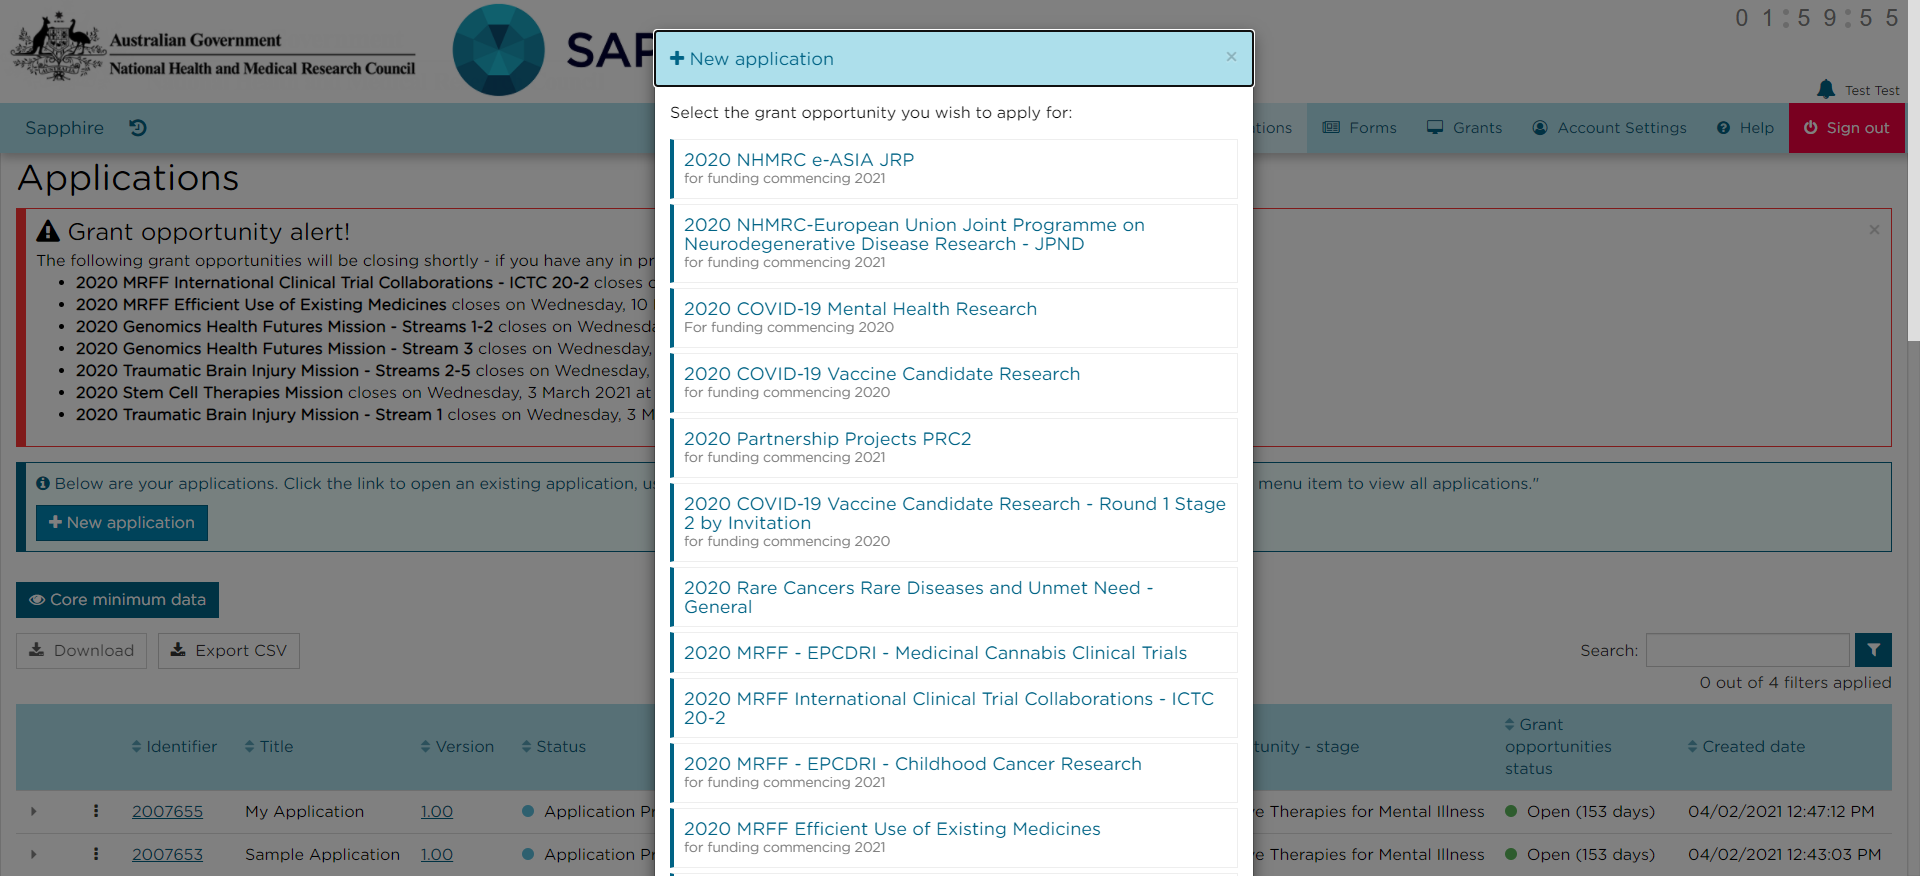 Australian Government
National Health and Medical Research Council
SAP
01:59:55
Test Test
Sapphire
Forms
Grants
Account Settings
Help
Sign out
Applications
Grant opportunity alert!
×
The following grant opportunities will be closing shortly - if you have any in pr
• 2020 MRFF International Clinical Trial Collaborations - ICTC 20-2 closes
• 2020 MRFF Efficient Use of Existing Medicines closes on Wednesday, 10
• 2020 Genomics Health Futures Mission - Streams 1-2 closes on Wednesda
• 2020 Genomics Health Futures Mission - Stream 3 closes on Wednesday,
• 2020 Traumatic Brain Injury Mission - Streams 2-5 closes on Wednesday,
• 2020 Stem Cell Therapies Mission closes on Wednesday, 3 March 2021 at
• 2020 Traumatic Brain Injury Mission - Stream 1 closes on Wednesday, 3 M
Below are your applications. Click the link to open an existing application, us
menu item to view all applications."
New application
Core minimum data
Download
Export CSV
Search:
0 out of 4 filters applied
Identifier
Title
Version
Status
tunity - stage
Grant
opportunities
status
Created date
2007655
My Application
1.00
Application Pr
e Therapies for Mental Illness
Open (153 days)
04/02/2021 12:47:12 PM
2007653
Sample Application
1.00
Application Pr
e Therapies for Mental Illness
Open (153 days)
04/02/2021 12:43:03 PM
New application
×
Select the grant opportunity you wish to apply for:
2020 NHMRC e-ASIA JRP
for funding commencing 2021
2020 NHMRC-European Union Joint Programme on
Neurodegenerative Disease Research - JPND
for funding commencing 2021
2020 COVID-19 Mental Health Research
For funding commencing 2020
2020 COVID-19 Vaccine Candidate Research
for funding commencing 2020
2020 Partnership Projects PRC2
for funding commencing 2021
2020 COVID-19 Vaccine Candidate Research - Round 1 Stage
2 by Invitation
for funding commencing 2020
2020 Rare Cancers Rare Diseases and Unmet Need -
General
2020 MRFF - EPCDRI - Medicinal Cannabis Clinical Trials
2020 MRFF International Clinical Trial Collaborations - ICTC
20-2
2020 MRFF - EPCDRI - Childhood Cancer Research
for funding commencing 2021
2020 MRFF Efficient Use of Existing Medicines
for funding commencing 2021